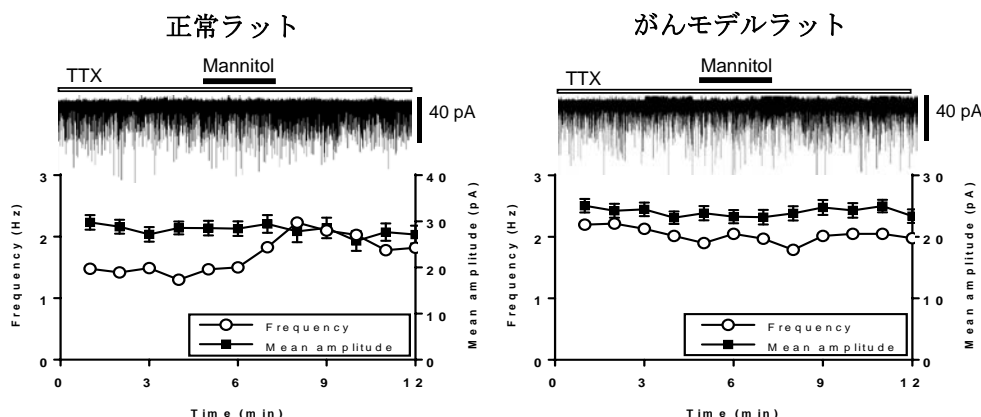 正常ラット
Mannitol
TTX
40 pA
3
2
1
0
Frequency (Hz)
40
30
20
10
0
Mean amplitude (pA)
Frequency
Mean amplitude
0 3 6 9 12
Time (min)
がんモデルラット
Mannitol
TTX
40 pA
3
2
1
0
Frequency (Hz)
30
20
10
0
Mean amplitude (pA)
Frequency
Mean amplitude
0 3 6 9 12
Time (min)